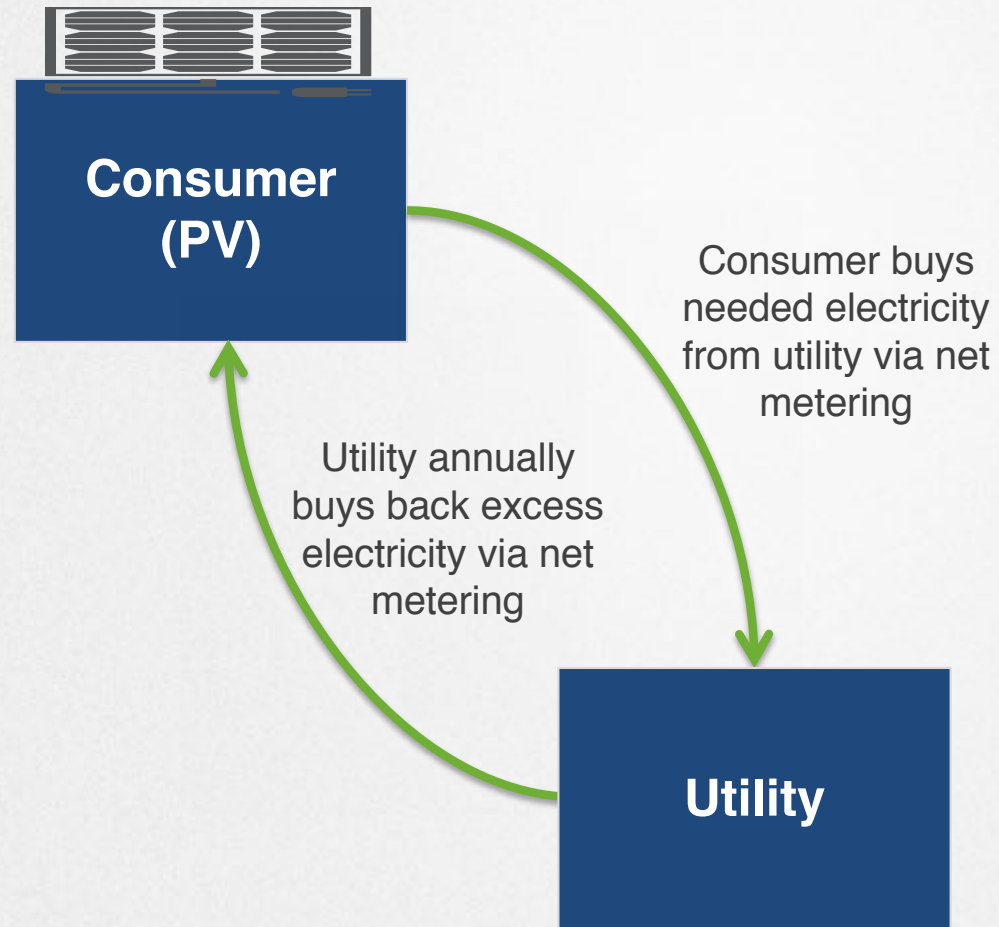 Consumer
(PV)
Consumer buys
needed electricity
from utility via net
metering
Utility annually
buys back excess
electricity via net
metering
Utility